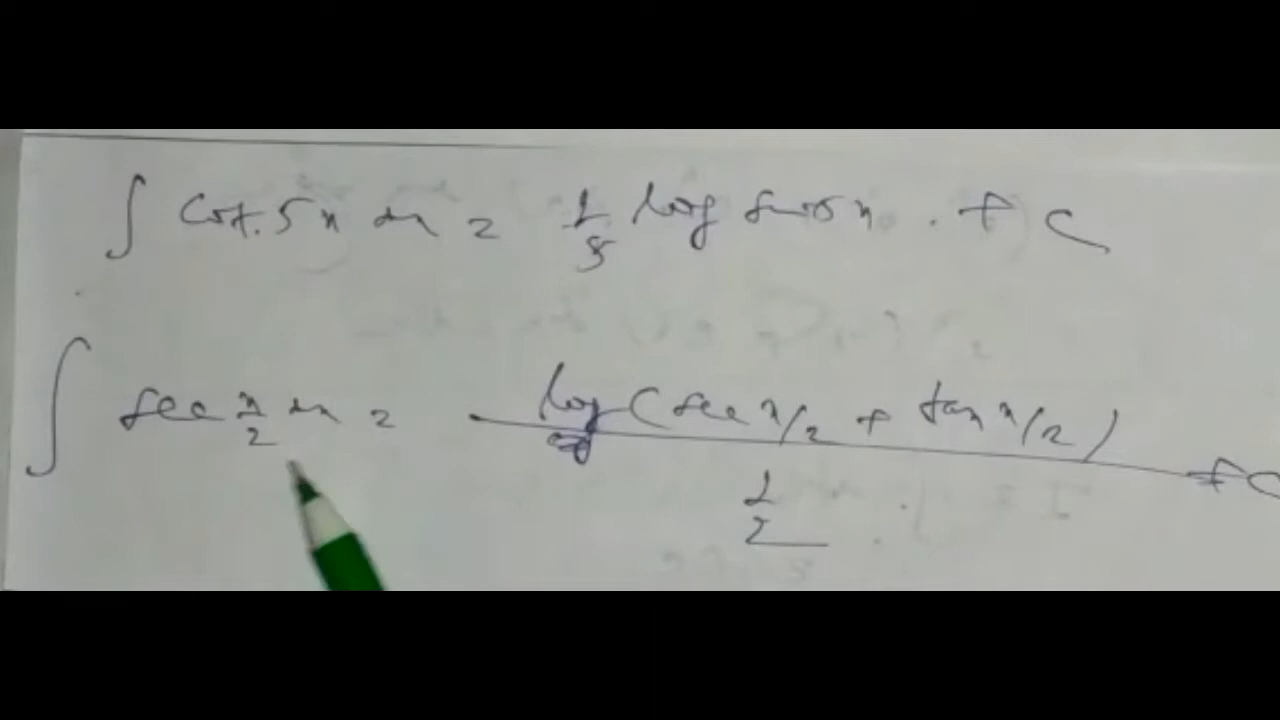 ∫ cot 5x dx = 1/5 log sin 5x . + C
∫ sec x/2 dx = log (sec x/2 + tan x/2) / 1/2 + C